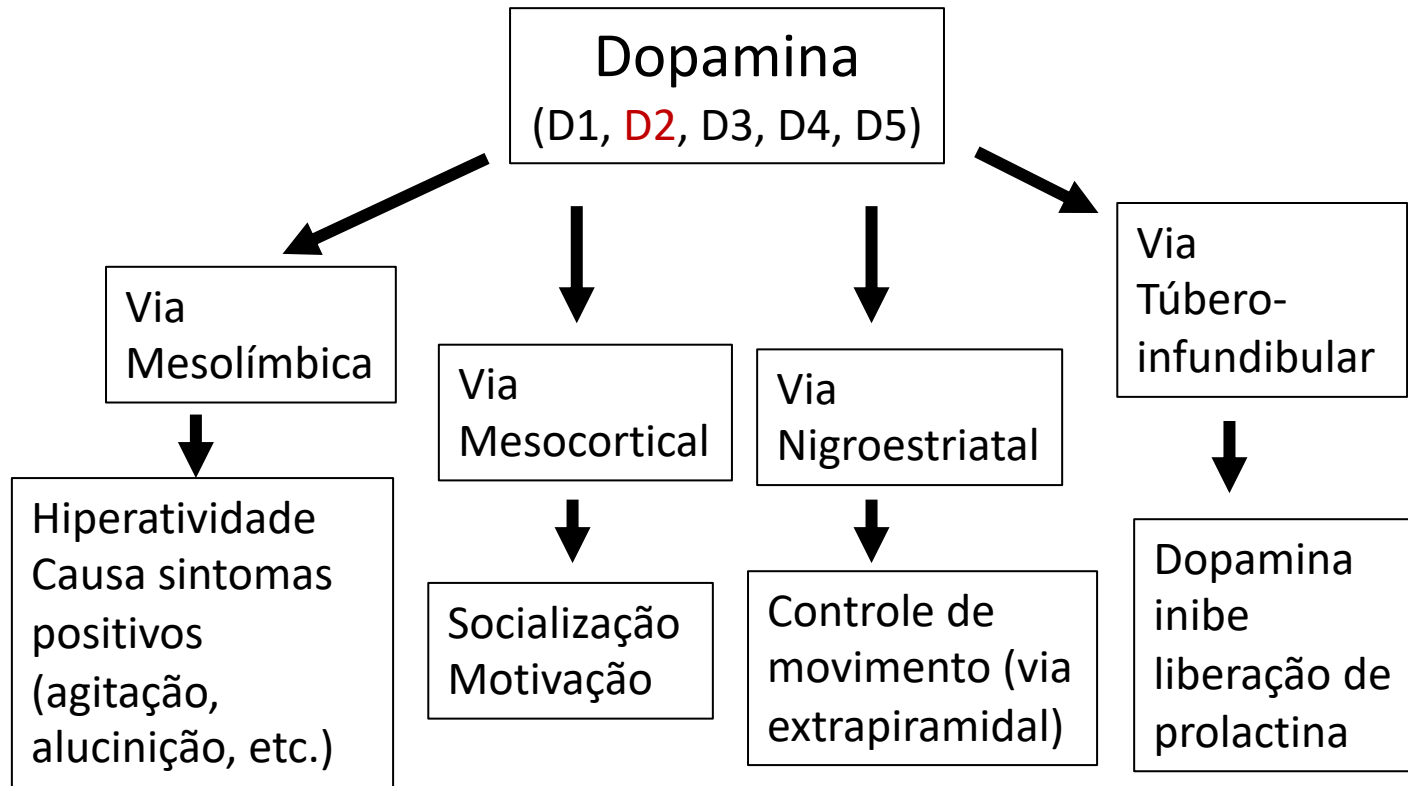 Dopamina
(D1, D2, D3, D4, D5)
Via
Mesolímbica
Hiperatividade
Causa sintomas
positivos
(agitação,
alucinição, etc.)
Via
Mesocortical
Socialização
Motivação
Via
Nigroestriatal
Controle de
movimento (via
extrapiramidal)
Via
Túbero-
infundibular
Dopamina
inibe
liberação de
prolactina